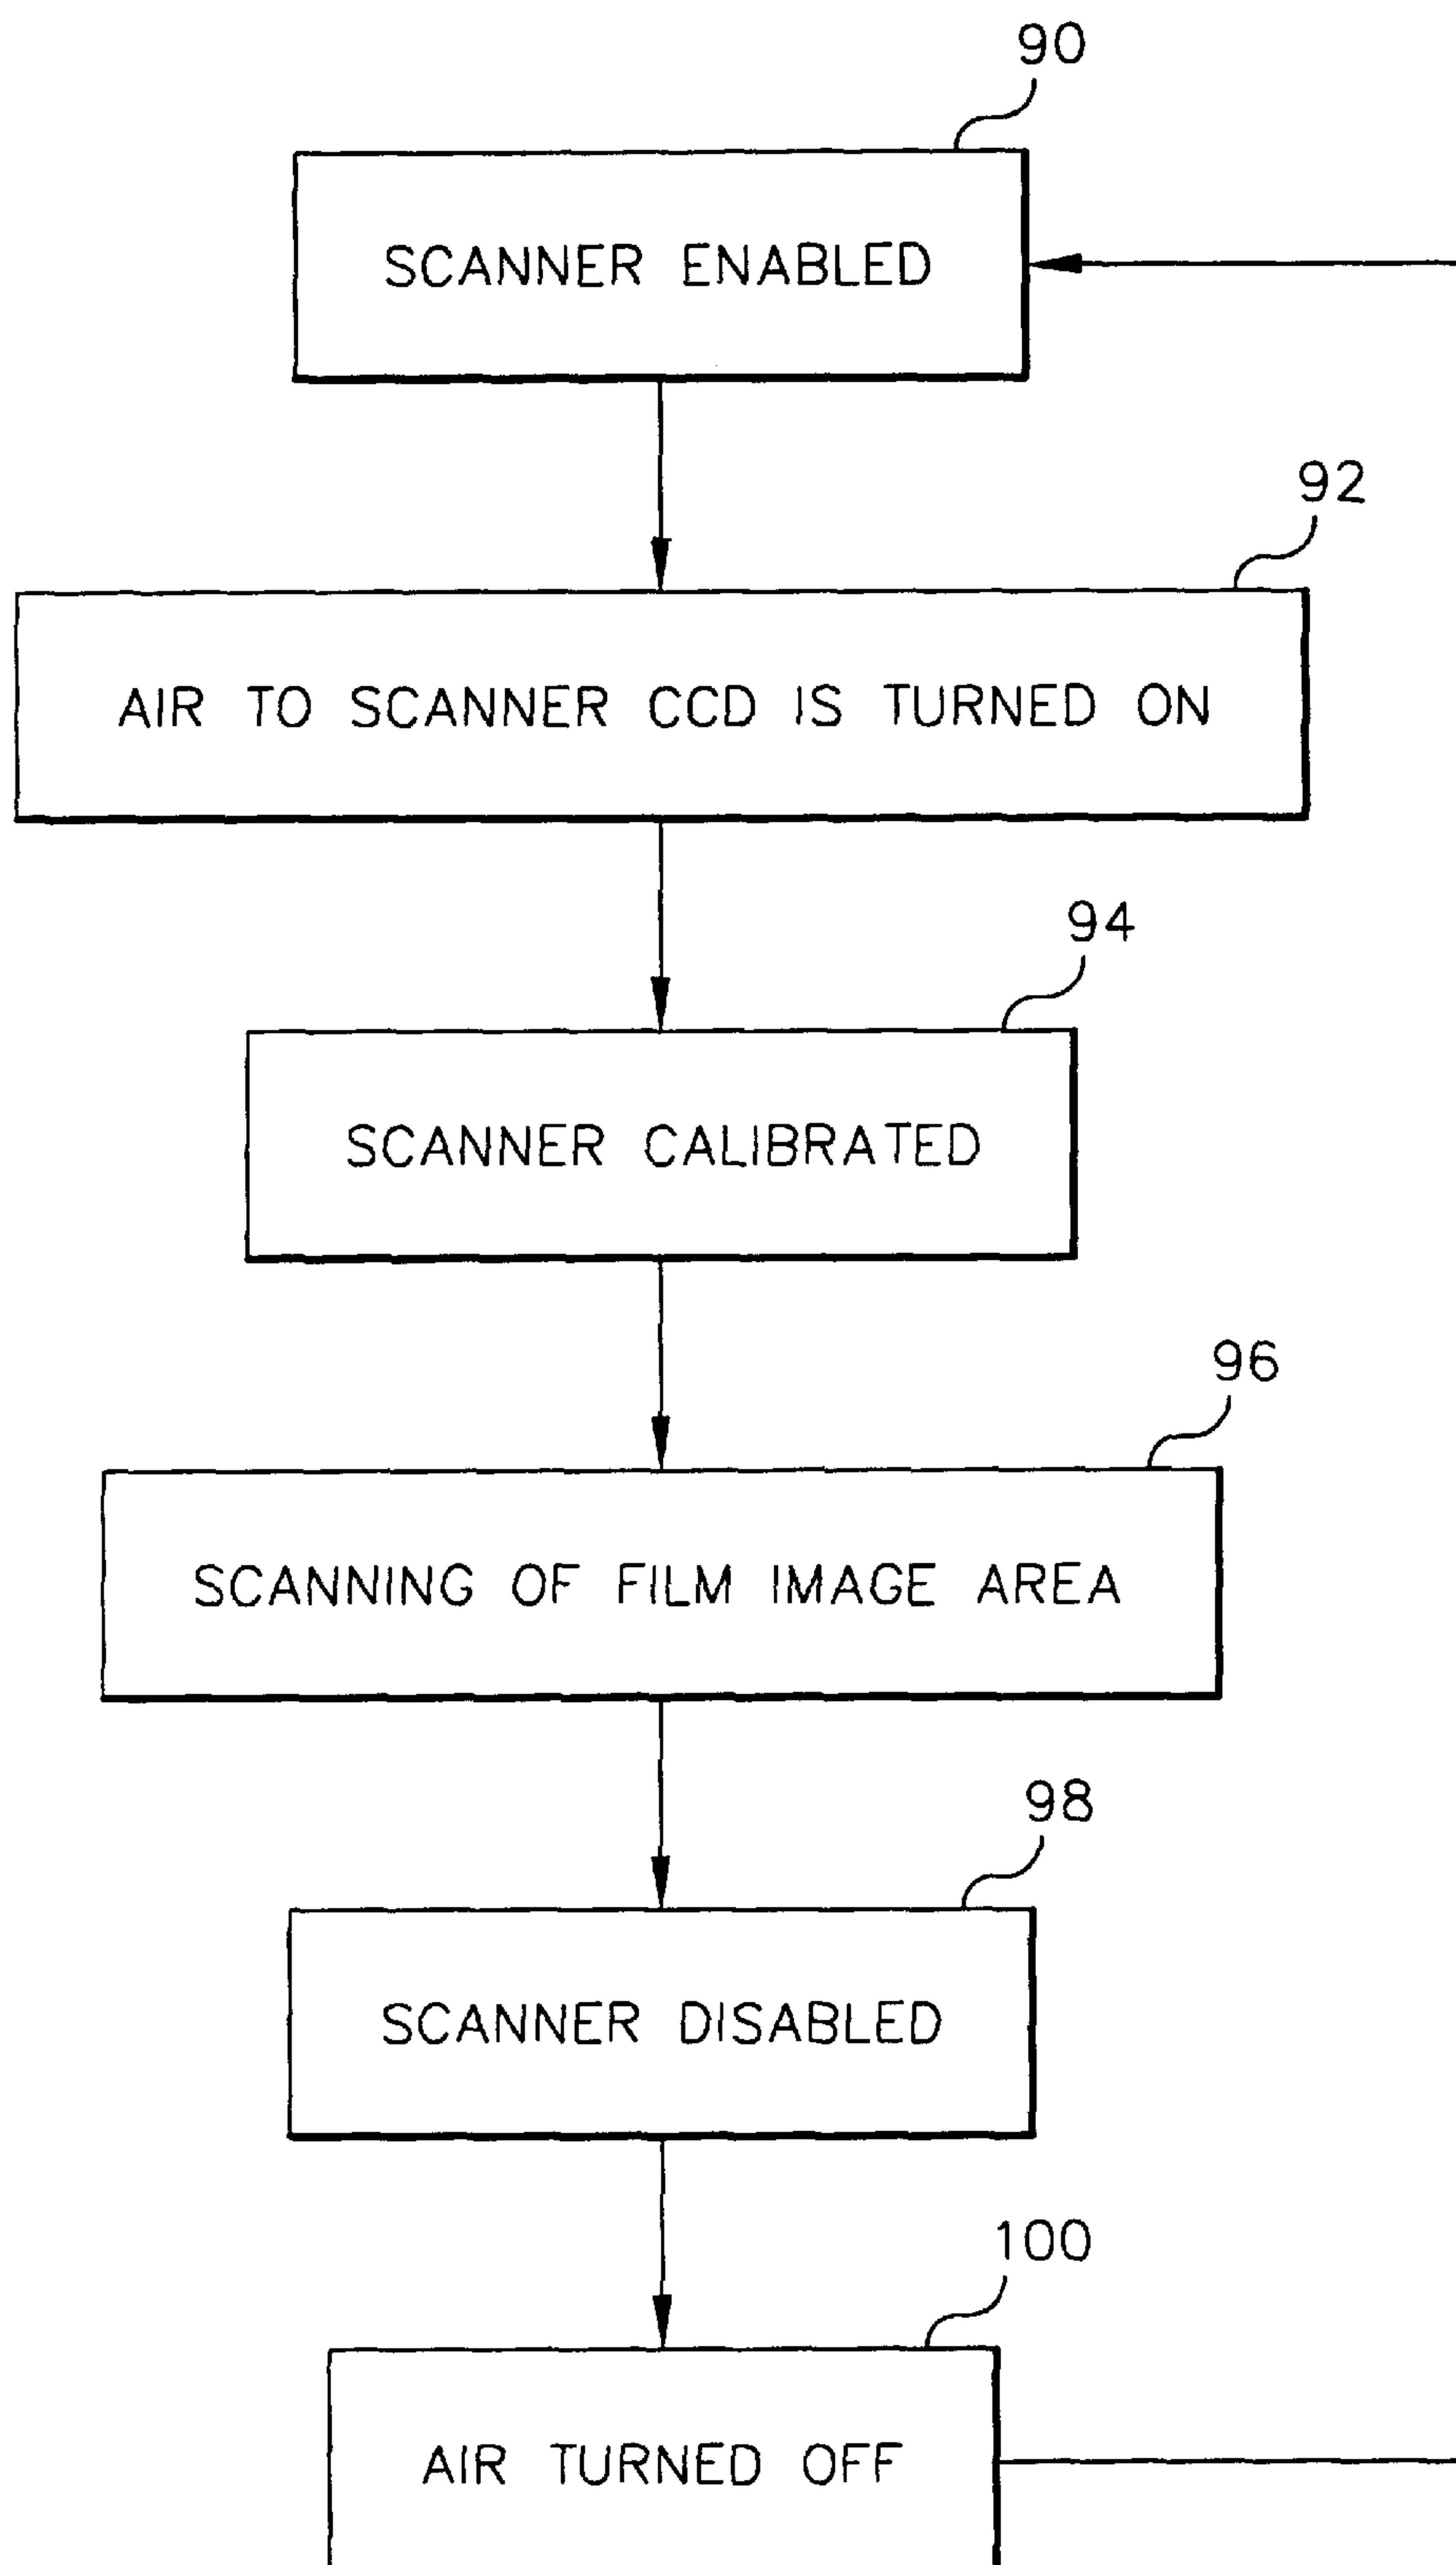 90
SCANNER ENABLED
92
AIR TO SCANNER CCD IS TURNED ON
94
SCANNER CALIBRATED
96
SCANNING OF FILM IMAGE AREA
98
SCANNER DISABLED
100
AIR TURNED OFF